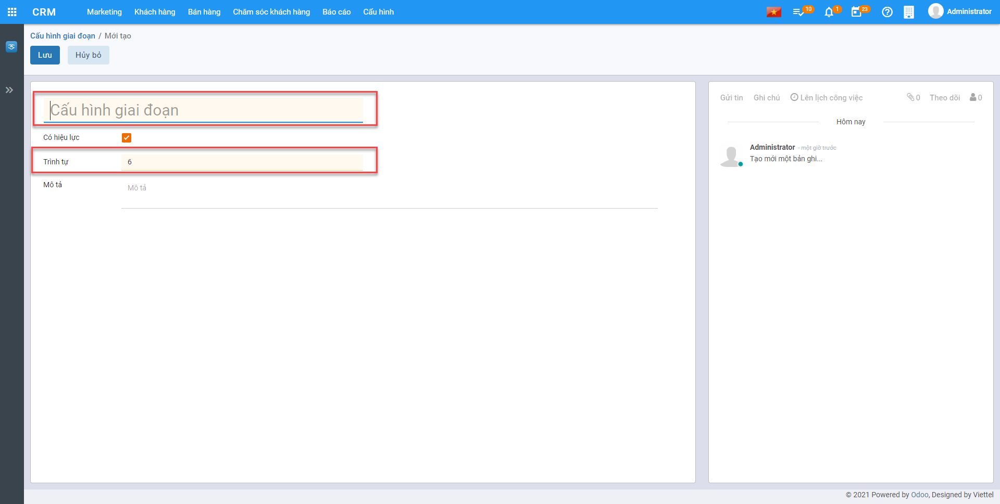 CRM Marketing Khách hàng Bán hàng Chăm sóc khách hàng Báo cáo Cấu hình 10 1 23 Administrator
Cấu hình giai đoạn / Mới tạo
Lưu Hủy bỏ
Cấu hình giai đoạn
Có hiệu lực
Trình tự 6
Mô tả
Mô tả
Gửi tin Ghi chú Lên lịch công việc 0 Theo dõi 0
Hôm nay
Administrator - một giờ trước
Tạo mới một bản ghi...
© 2021 Powered by Odoo, Designed by Viettel